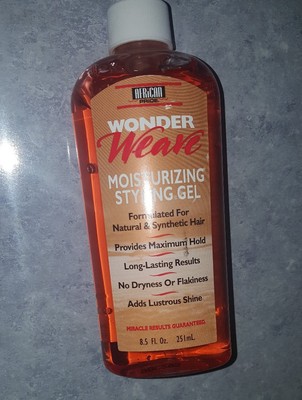 AFRICAN
PRIDE
WONDER
Weave
MOISTURIZING
STYLING GEL
Formulated For
Natural & Synthetic Hair
Provides Maximum Hold
Long-Lasting Results
No Dryness Or Flakiness
Adds Lustrous Shine
MIRACLE RESULTS GUARANTEED.
8.5 Fl. Oz. 251mL.